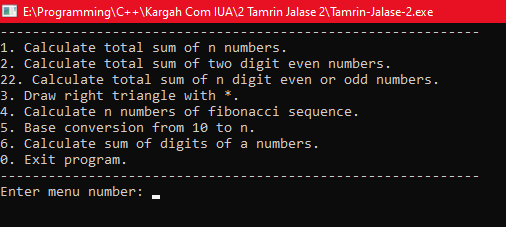 E:\Programming\C++\Kargah Com IUA\2 Tamrin Jalase 2\Tamrin-Jalase-2.exe
------------------------------------------------------------
1. Calculate total sum of n numbers.
2. Calculate total sum of two digit even numbers.
22. Calculate total sum of n digit even or odd numbers.
3. Draw right triangle with *.
4. Calculate n numbers of fibonacci sequence.
5. Base conversion from 10 to n.
6. Calculate sum of digits of a numbers.
0. Exit program.
------------------------------------------------------------
Enter menu number: _